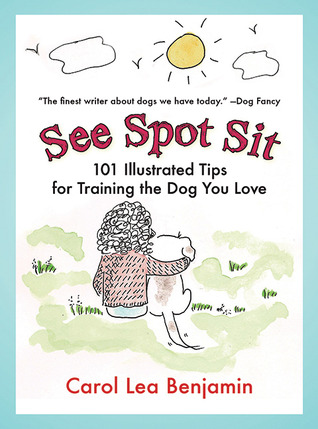 “The finest writer about dogs we have today.” —Dog Fancy
See Spot Sit
101 Illustrated Tips
for Training the Dog You Love
Carol Lea Benjamin